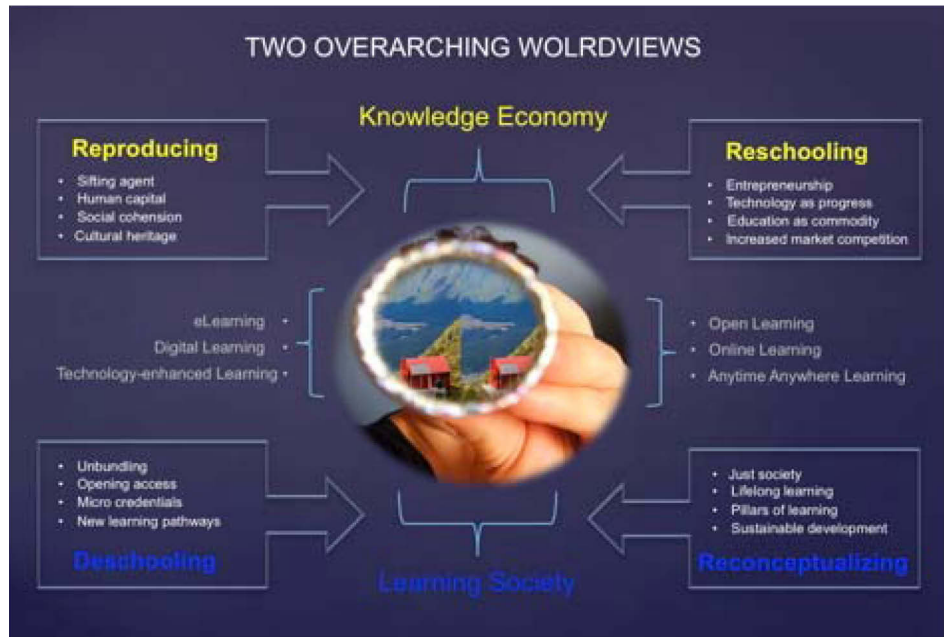 TWO OVERARCHING WOLRDVIEWS
Knowledge Economy
Reproducing
• Sifting agent
• Human capital
• Social cohension
• Cultural heritage
Reschooling
• Entrepreneurship
• Technology as progress
• Education as commodity
• Increased market competition
eLearning •
Digital Learning •
Technology-enhanced Learning •
• Open Learning
• Online Learning
• Anytime Anywhere Learning
• Unbundling
• Opening access
• Micro credentials
• New learning pathways
Deschooling
• Just society
• Lifelong learning
• Pillars of learning
• Sustainable development
Reconceptualizing
Learning Society